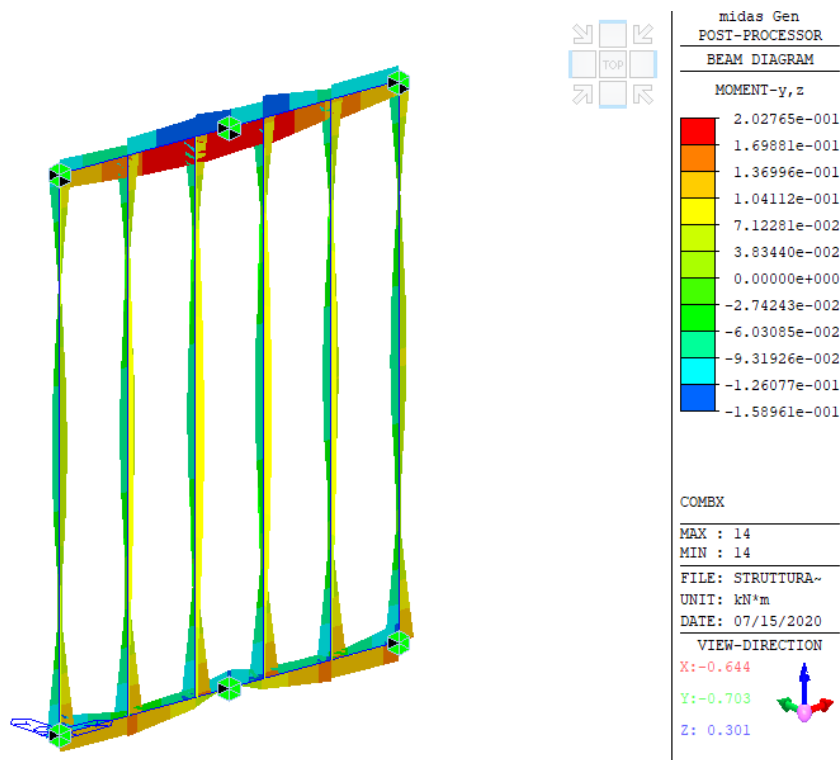 TOP
midas Gen
POST-PROCESSOR
BEAM DIAGRAM
MOMENT-y,z
2.02765e-001
1.69881e-001
1.36996e-001
1.04112e-001
7.12281e-002
3.83440e-002
0.00000e+000
-2.74243e-002
-6.03085e-002
-9.31926e-002
-1.26077e-001
-1.58961e-001
COMBX
MAX : 14
MIN : 14
FILE: STRUTTURA~
UNIT: kN*m
DATE: 07/15/2020
VIEW-DIRECTION
X:-0.644
Y:-0.703
Z: 0.301